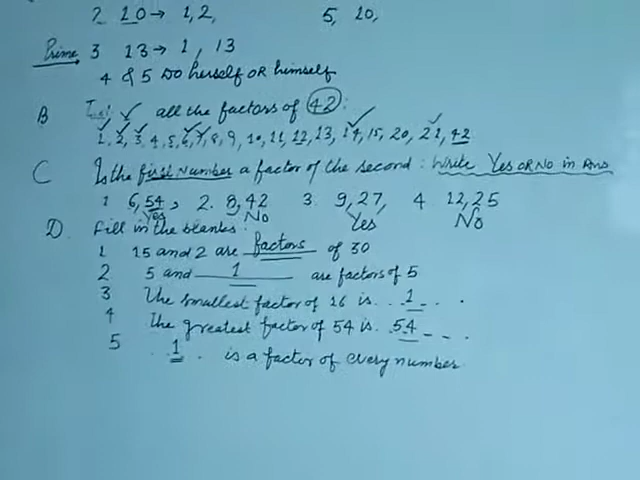 2 10→ 1,2, 5, 10,
Prime 3 13→ 1, 13
4 & 5 Do herself OR himself
B ✓ all the factors of 42:
1, 2, 3, 4, 5, 6, 7, 8, 9, 10, 11, 12, 13, 14, 15, 20, 21, 42
C Is the first Number a factor of the second: Write Yes OR No in Ans
1 6,54, 2. 8,42 3. 9,27, 4. 12,25
Yes No Yes No
D. Fill in the blanks:
1 15 and 2 are factors of 30
2 5 and 1 are factors of 5
3 The smallest factor of 16 is..1...
4 The greatest factor of 54 is.54---
5 .1. is a factor of every number.